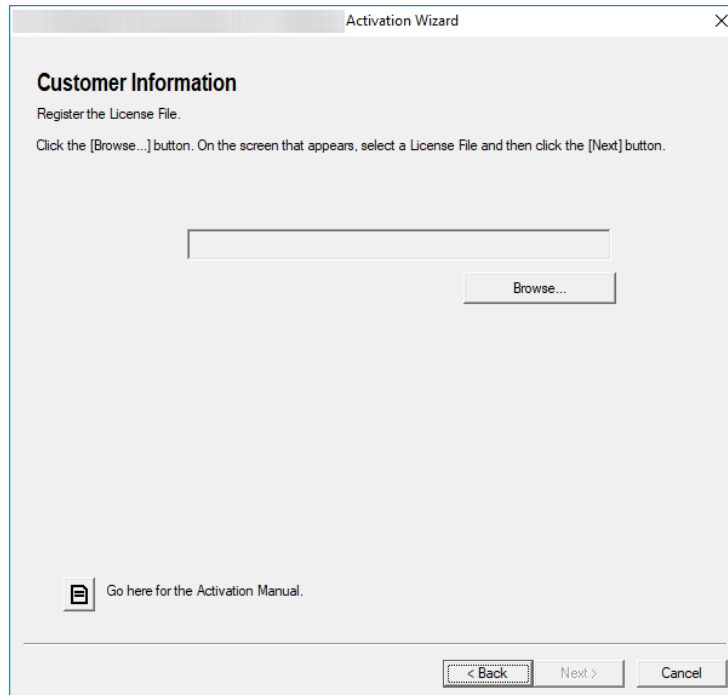 Activation Wizard
Customer Information
Register the License File.
Click the [Browse...] button. On the screen that appears, select a License File and then click the [Next] button.
Browse...
Go here for the Activation Manual.
< Back
Next >
Cancel